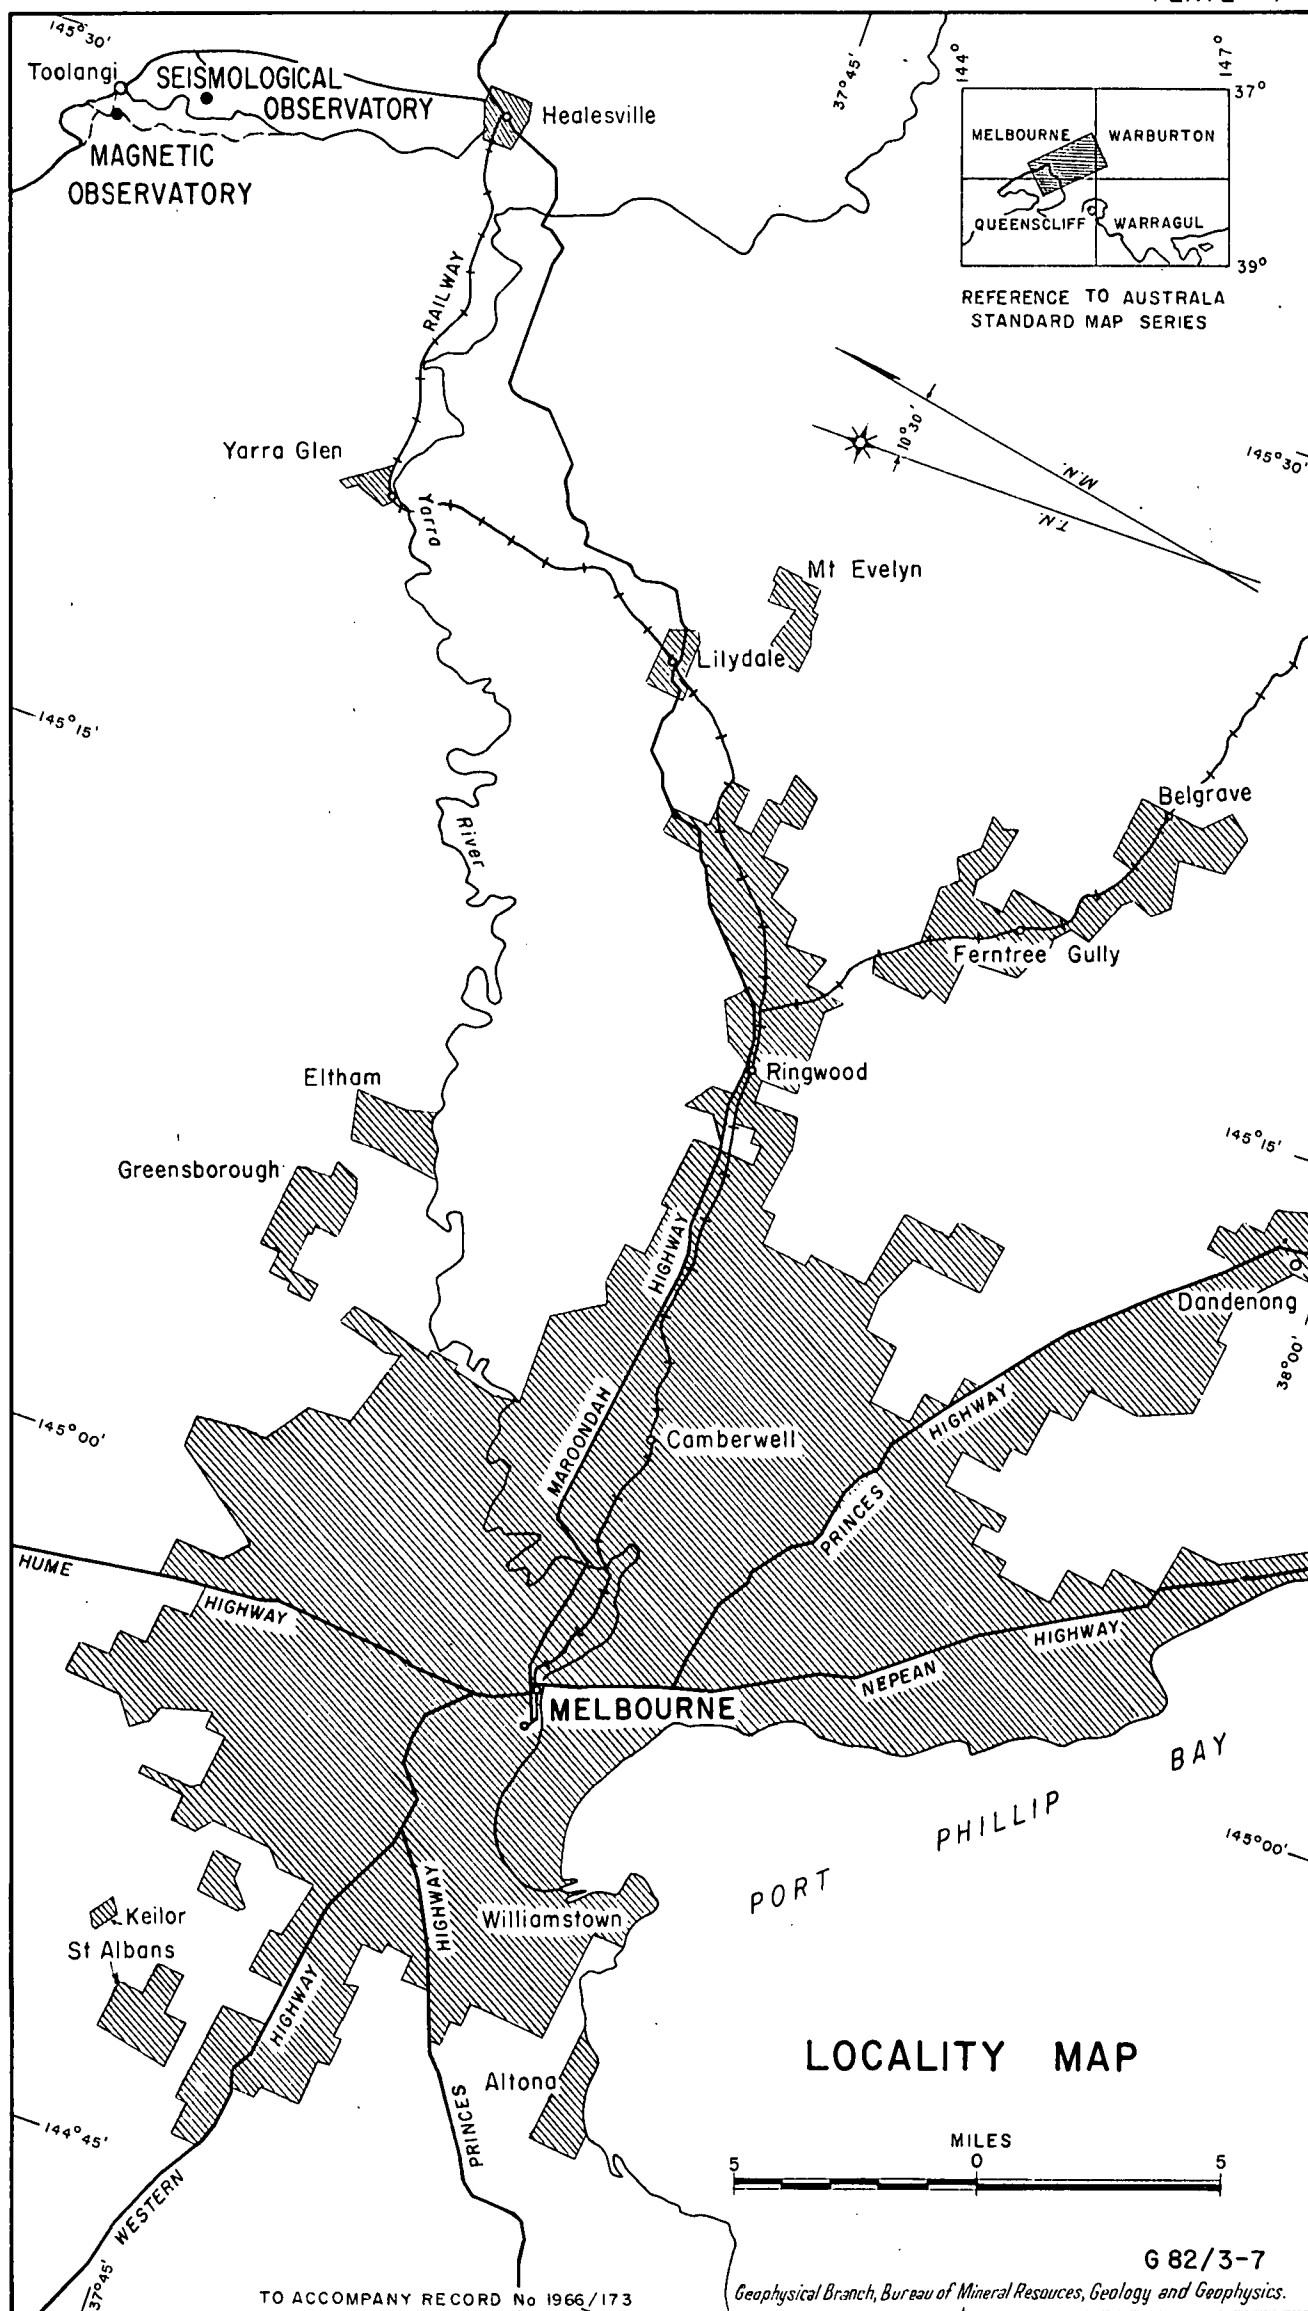 145°30'
Toolangi
SEISMOLOGICAL
OBSERVATORY
MAGNETIC
OBSERVATORY
Healesville
37°45'
144°
147°
37°
MELBOURNE
WARBURTON
QUEENSCLIFF
WARRAGUL
39°
REFERENCE TO AUSTRALA
STANDARD MAP SERIES
RAILWAY
10°30'
M.N.
T.N.
145°30'
Yarra Glen
Yarra
Mt Evelyn
Lilydale
145°15'
River
Belgrave
Ferntree Gully
Ringwood
Eltham
Greensborough
145°15'
HIGHWAY
Dandenong
38°00'
145°00'
MAROONDAH
Camberwell
HIGHWAY
PRINCES
HUME
HIGHWAY
HIGHWAY
NEPEAN
MELBOURNE
BAY
PHILLIP
PORT
145°00'
HIGHWAY
Williamstown
Keilor
St Albans
HIGHWAY
LOCALITY MAP
Altona
PRINCES
144°45'
WESTERN
37°45'
MILES
5 0 5
G 82/3-7
TO ACCOMPANY RECORD No 1966/173
Geophysical Branch, Bureau of Mineral Resources, Geology and Geophysics.